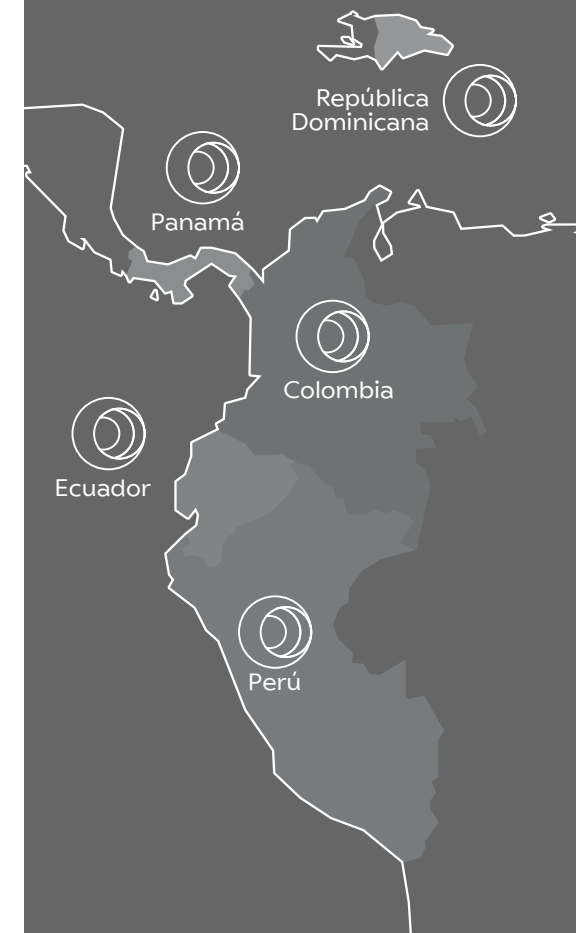 República
Dominicana
Panamá
Colombia
Ecuador
Perú